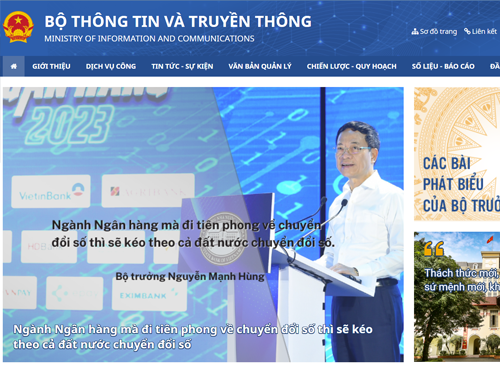 BỘ THÔNG TIN VÀ TRUYỀN THÔNG
MINISTRY OF INFORMATION AND COMMUNICATIONS
Sơ đồ trang
Liên kết
GIỚI THIỆU
DỊCH VỤ CÔNG
TIN TỨC - SỰ KIỆN
VĂN BẢN QUẢN LÝ
CHIẾN LƯỢC - QUY HOẠCH
SỐ LIỆU - BÁO CÁO
2023
VietinBank
Ngành Ngân hàng mà đi tiên phong về chuyển
đổi số thì sẽ kéo theo cả đất nước chuyển đổi số.
Bộ trưởng Nguyễn Mạnh Hùng
EXIMBANK
Ngành Ngân hàng mà đi tiên phong về chuyển đổi số thì sẽ kéo
theo cả đất nước chuyển đổi số
CÁC BÀI
PHÁT BIỂU
CỦA BỘ
Thách thức mới,
sứ mệnh mới,